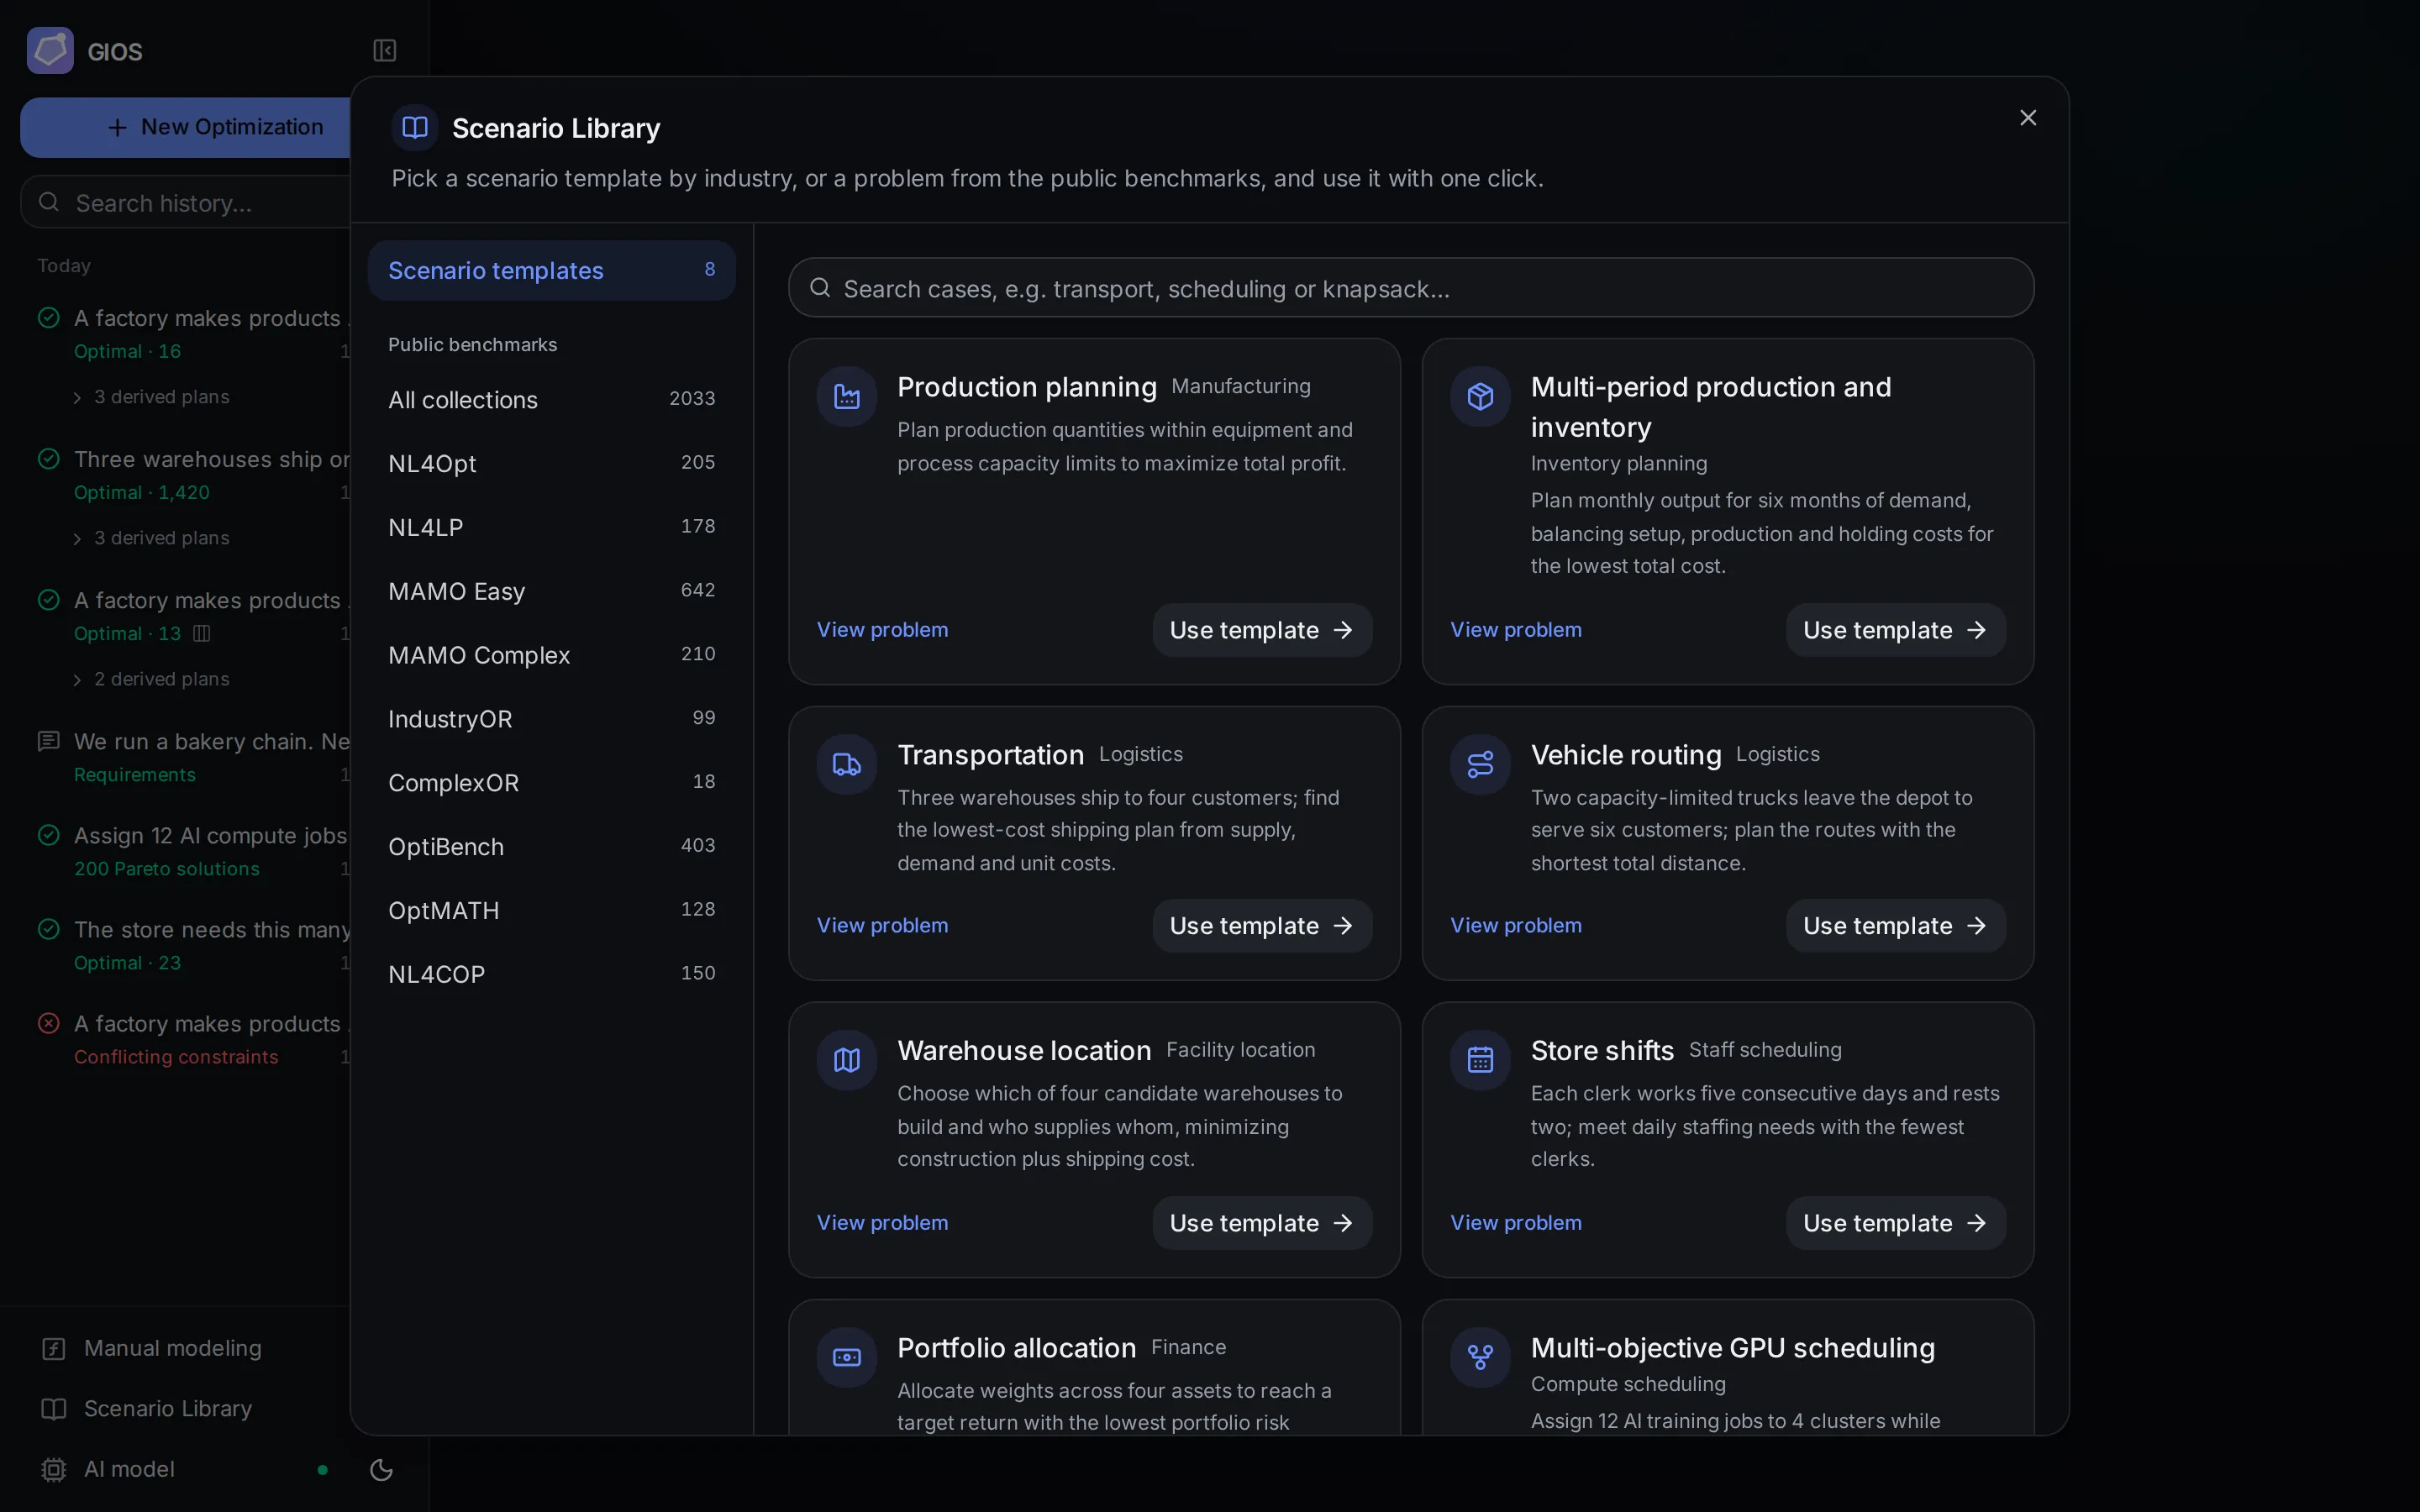 GIOS
New Optimization
Search history...
Today
A factory makes products
Optimal · 16
3 derived plans
Three warehouses ship or
Optimal · 1,420
3 derived plans
A factory makes products
Optimal · 13
2 derived plans
We run a bakery chain. Ne
Requirements
Assign 12 AI compute jobs
200 Pareto solutions
The store needs this many
Optimal · 23
A factory makes products
Conflicting constraints
Manual modeling
Scenario Library
AI model
Scenario Library
Pick a scenario template by industry, or a problem from the public benchmarks, and use it with one click.
Scenario templates 8
Public benchmarks
All collections 2033
NL4Opt 205
NL4LP 178
MAMO Easy 642
MAMO Complex 210
IndustryOR 99
ComplexOR 18
OptiBench 403
OptMATH 128
NL4COP 150
Search cases, e.g. transport, scheduling or knapsack...
Production planning Manufacturing
Plan production quantities within equipment and
process capacity limits to maximize total profit.
View problem Use template
Multi-period production and
inventory
Inventory planning
Plan monthly output for six months of demand,
balancing setup, production and holding costs for
the lowest total cost.
View problem Use template
Transportation Logistics
Three warehouses ship to four customers; find
the lowest-cost shipping plan from supply,
demand and unit costs.
View problem Use template
Vehicle routing Logistics
Two capacity-limited trucks leave the depot to
serve six customers; plan the routes with the
shortest total distance.
View problem Use template
Warehouse location Facility location
Choose which of four candidate warehouses to
build and who supplies whom, minimizing
construction plus shipping cost.
View problem Use template
Store shifts Staff scheduling
Each clerk works five consecutive days and rests
two; meet daily staffing needs with the fewest
clerks.
View problem Use template
Portfolio allocation Finance
Allocate weights across four assets to reach a
target return with the lowest portfolio risk
Multi-objective GPU scheduling
Compute scheduling
Assign 12 AI training jobs to 4 clusters while